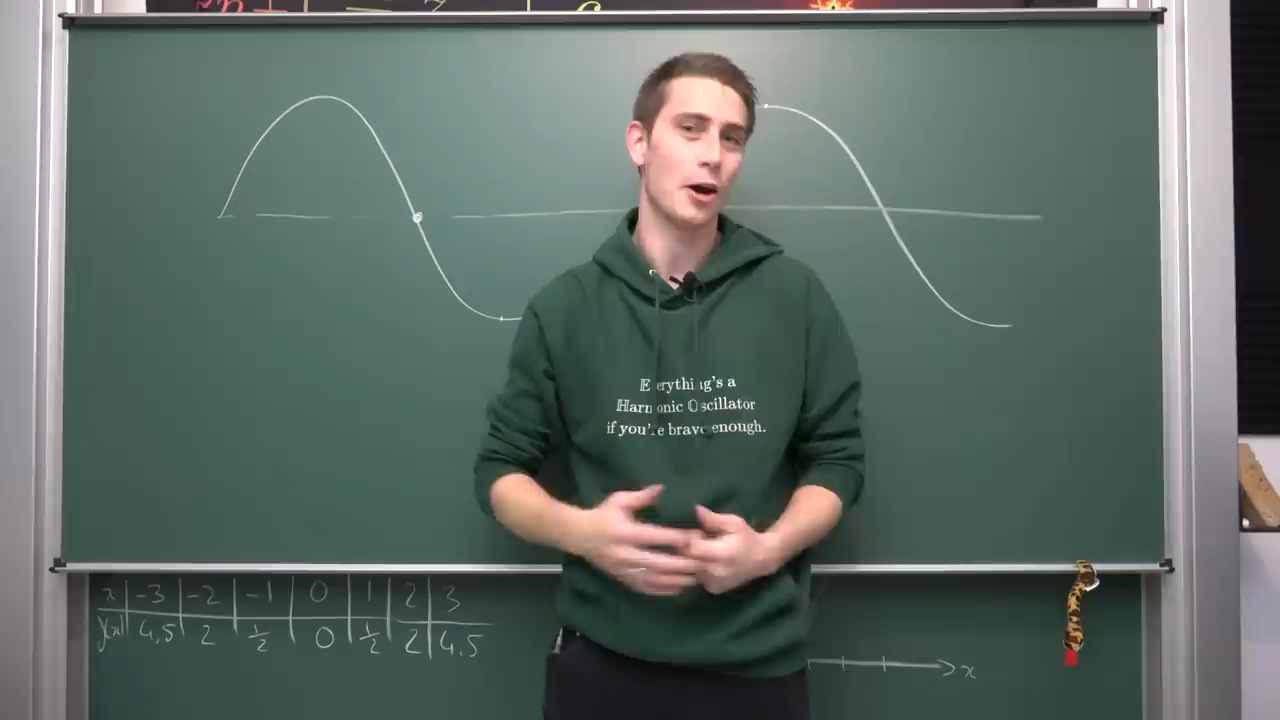 Everything's a
Harmonic Oscillator
if you're brave enough.
x -3 -2 -1 0 1 2 3
y(x) 4,5 2 1/2 0 1/2 2 4,5
x